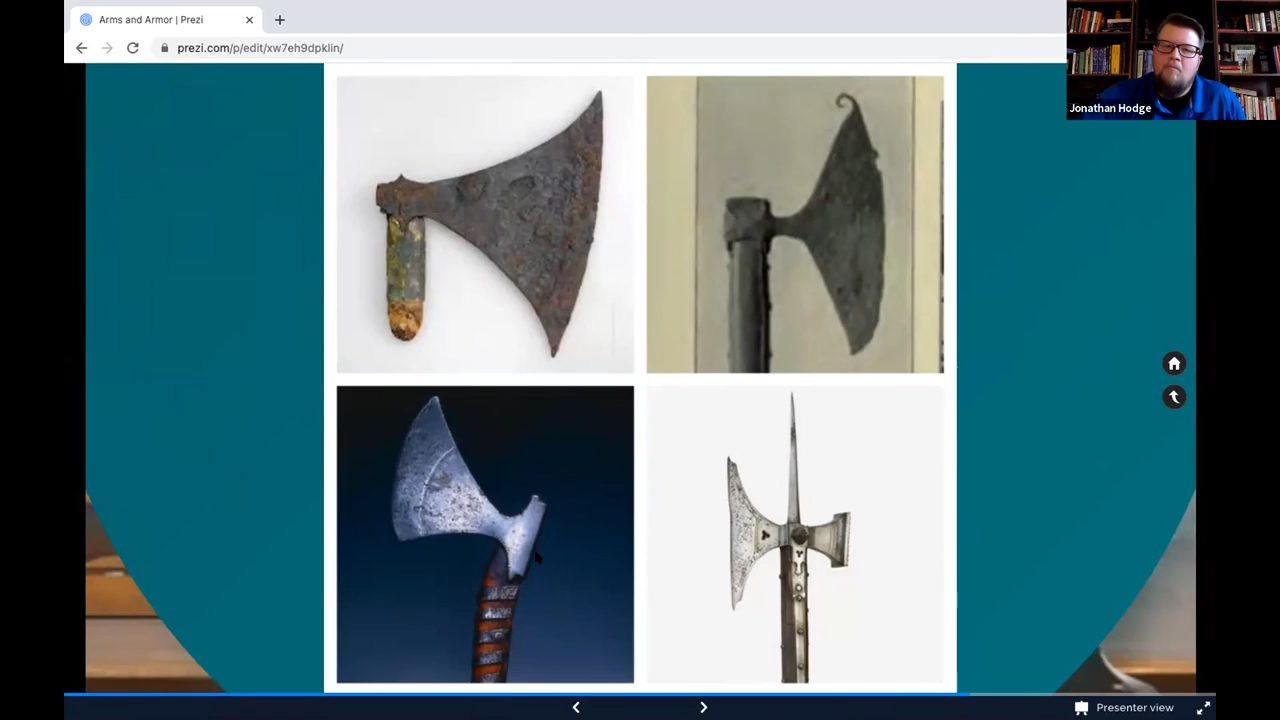 Arms and Armor | Prezi
prezi.com/p/edit/xw7eh9dpklin/
Jonathan Hodge
Presenter view